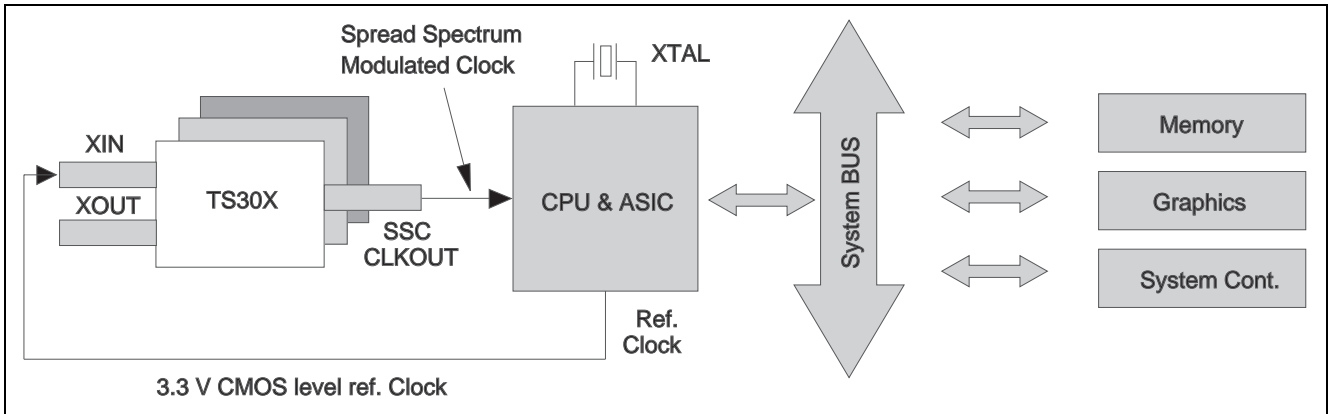 Spread Spectrum
Modulated Clock
XTAL
XIN
XOUT
TS30X
SSC
CLKOUT
CPU & ASIC
System BUS
Memory
Graphics
System Cont.
Ref.
Clock
3.3 V CMOS level ref. Clock